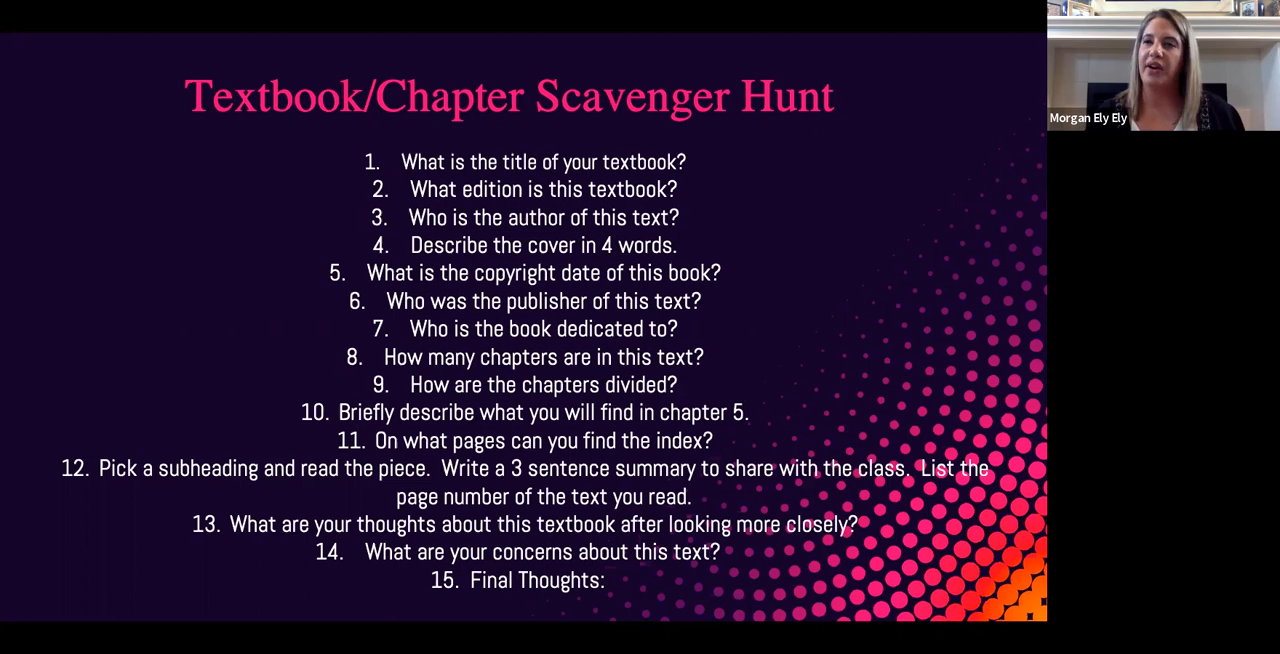 Textbook/Chapter Scavenger Hunt
1. What is the title of your textbook?
2. What edition is this textbook?
3. Who is the author of this text?
4. Describe the cover in 4 words.
5. What is the copyright date of this book?
6. Who was the publisher of this text?
7. Who is the book dedicated to?
8. How many chapters are in this text?
9. How are the chapters divided?
10. Briefly describe what you will find in chapter 5.
11. On what pages can you find the index?
12. Pick a subheading and read the piece. Write a 3 sentence summary to share with the class. List the
page number of the text you read.
13. What are your thoughts about this textbook after looking more closely?
14. What are your concerns about this text?
15. Final Thoughts:
Morgan Ely Ely